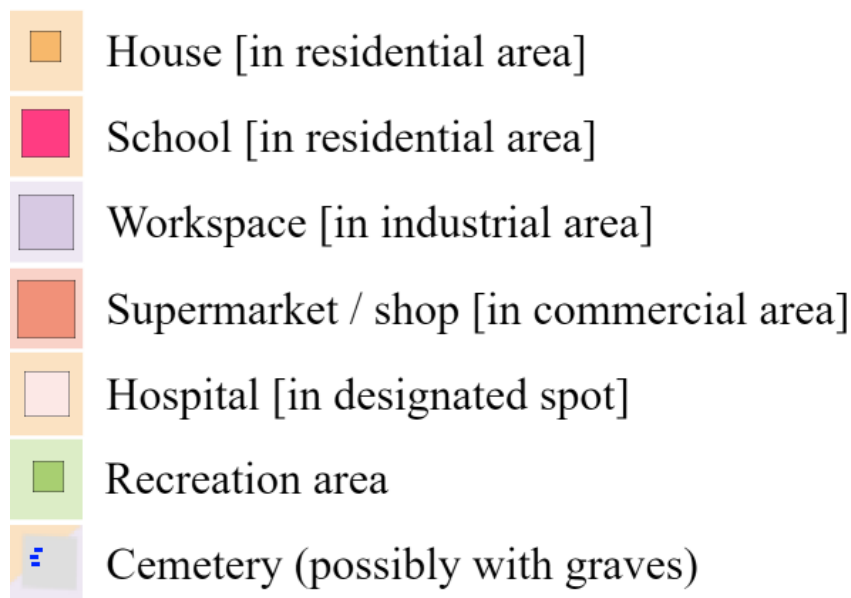 House [in residential area]
School [in residential area]
Workspace [in industrial area]
Supermarket / shop [in commercial area]
Hospital [in designated spot]
Recreation area
Cemetery (possibly with graves)